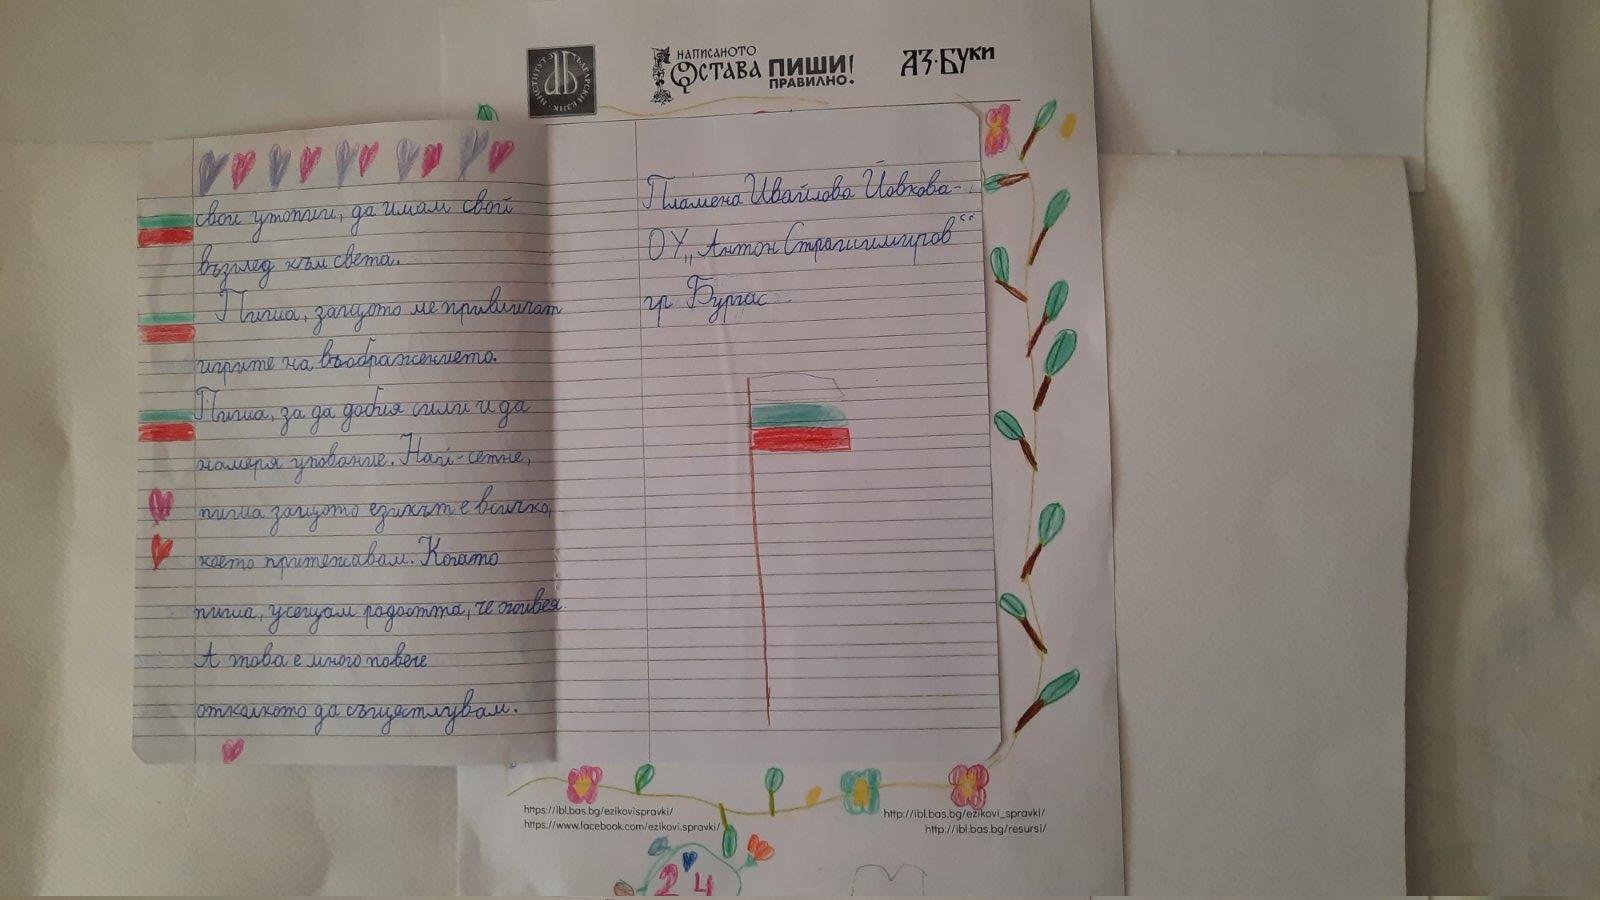 ИНСТИТУТ ЗА БЪЛГАРСКИ ЕЗИК
НАПИСАНОТО
ОСТАВА ПИШИ
ПРАВИЛНО!
АЗ·БУКИ
свои утопии, да имам свой
възглед към света.
Пиша, защото ме привличат
игрите на въображението.
Пиша, за да добия сили и да
намеря упование. Най-сетне,
пиша защото езикът е всичко,
което притежавам. Когато
пиша, усещам радостта, че живея.
А това е много повече
отколкото да съществувам.
Пламена Ивайлова Йовкова-
ОУ „Антон Страшимиров“
гр Бургас
https://ibl.bas.bg/ezikovispravki/
https://www.facebook.com/ezikovi.spravki/
http://ibl.bas.bg/ezikovi_spravki/
http://ibl.bas.bg/resursi/
24